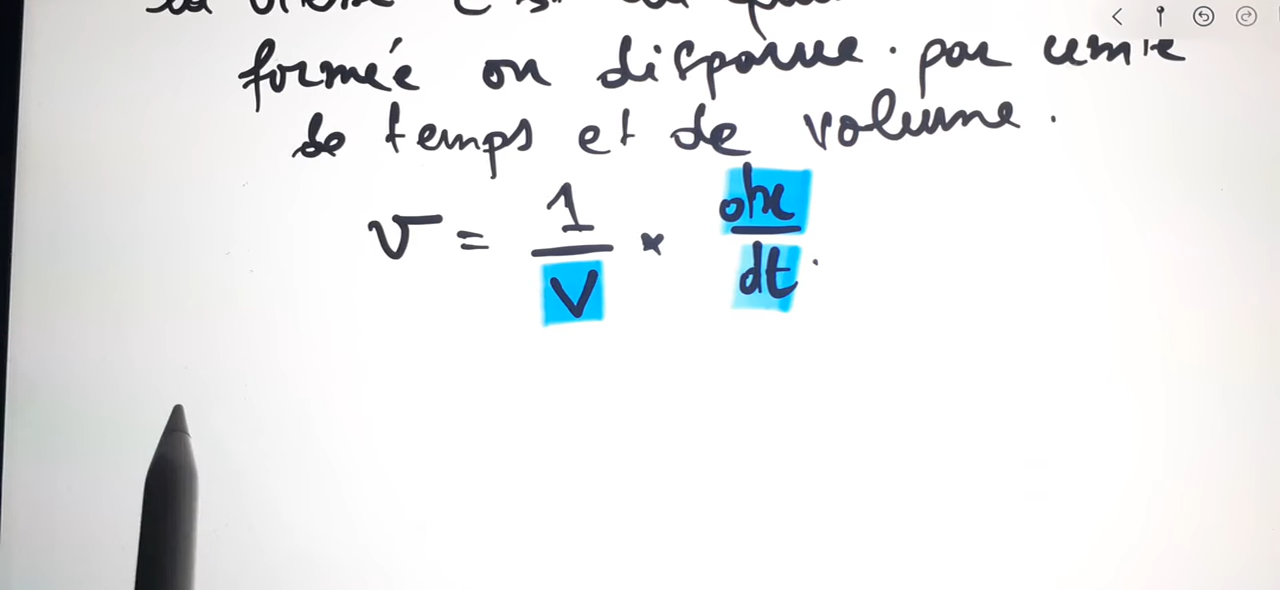 formée ou disparue. par unité
de temps et de volume.
v = 1/V * dx/dt.